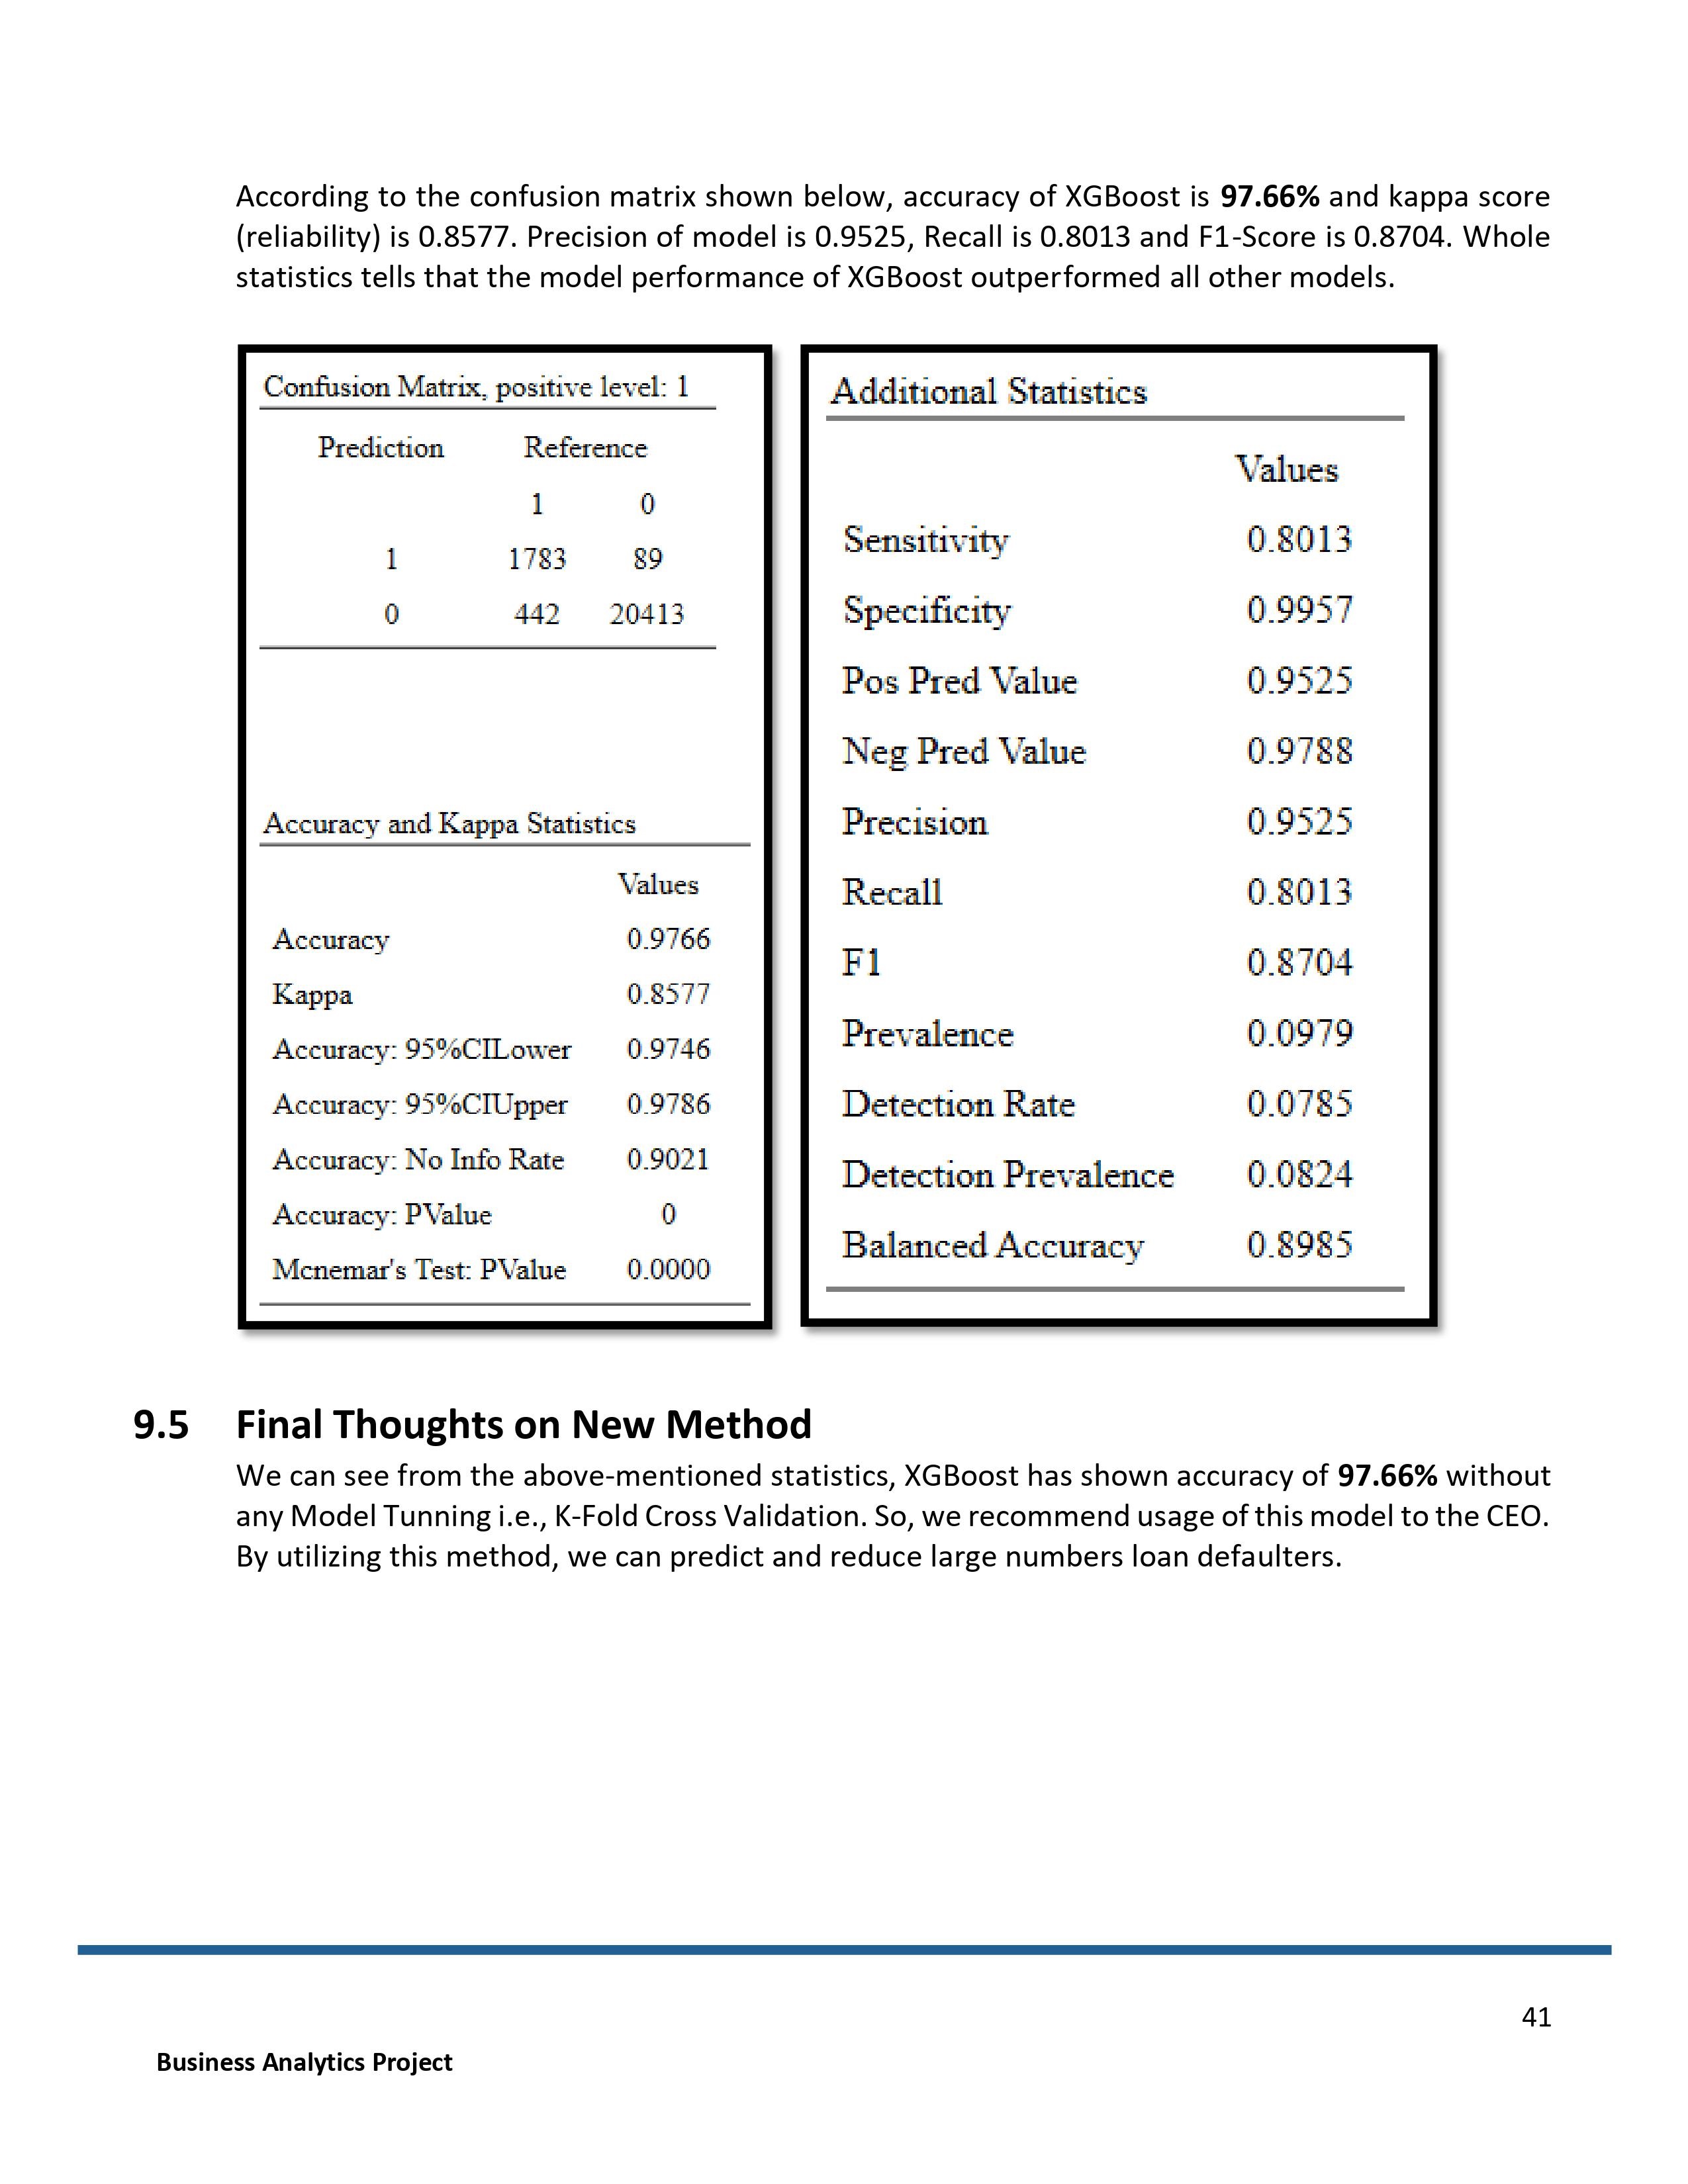 According to the confusion matrix shown below, accuracy of XGBoost is 97.66% and kappa score
(reliability) is 0.8577. Precision of model is 0.9525, Recall is 0.8013 and F1-Score is 0.8704. Whole
statistics tells that the model performance of XGBoost outperformed all other models.
Confusion Matrix, positive level: 1
Prediction Reference
1 0
1 1783 89
0 442 20413
Accuracy and Kappa Statistics
Values
Accuracy 0.9766
Kappa 0.8577
Accuracy: 95%CILower 0.9746
Accuracy: 95%CIUpper 0.9786
Accuracy: No Info Rate 0.9021
Accuracy: PValue 0
Mcnemar's Test: PValue 0.0000
Additional Statistics
Values
Sensitivity 0.8013
Specificity 0.9957
Pos Pred Value 0.9525
Neg Pred Value 0.9788
Precision 0.9525
Recall 0.8013
F1 0.8704
Prevalence 0.0979
Detection Rate 0.0785
Detection Prevalence 0.0824
Balanced Accuracy 0.8985
9.5 Final Thoughts on New Method
We can see from the above-mentioned statistics, XGBoost has shown accuracy of 97.66% without
any Model Tunning i.e., K-Fold Cross Validation. So, we recommend usage of this model to the CEO.
By utilizing this method, we can predict and reduce large numbers loan defaulters.
41
Business Analytics Project